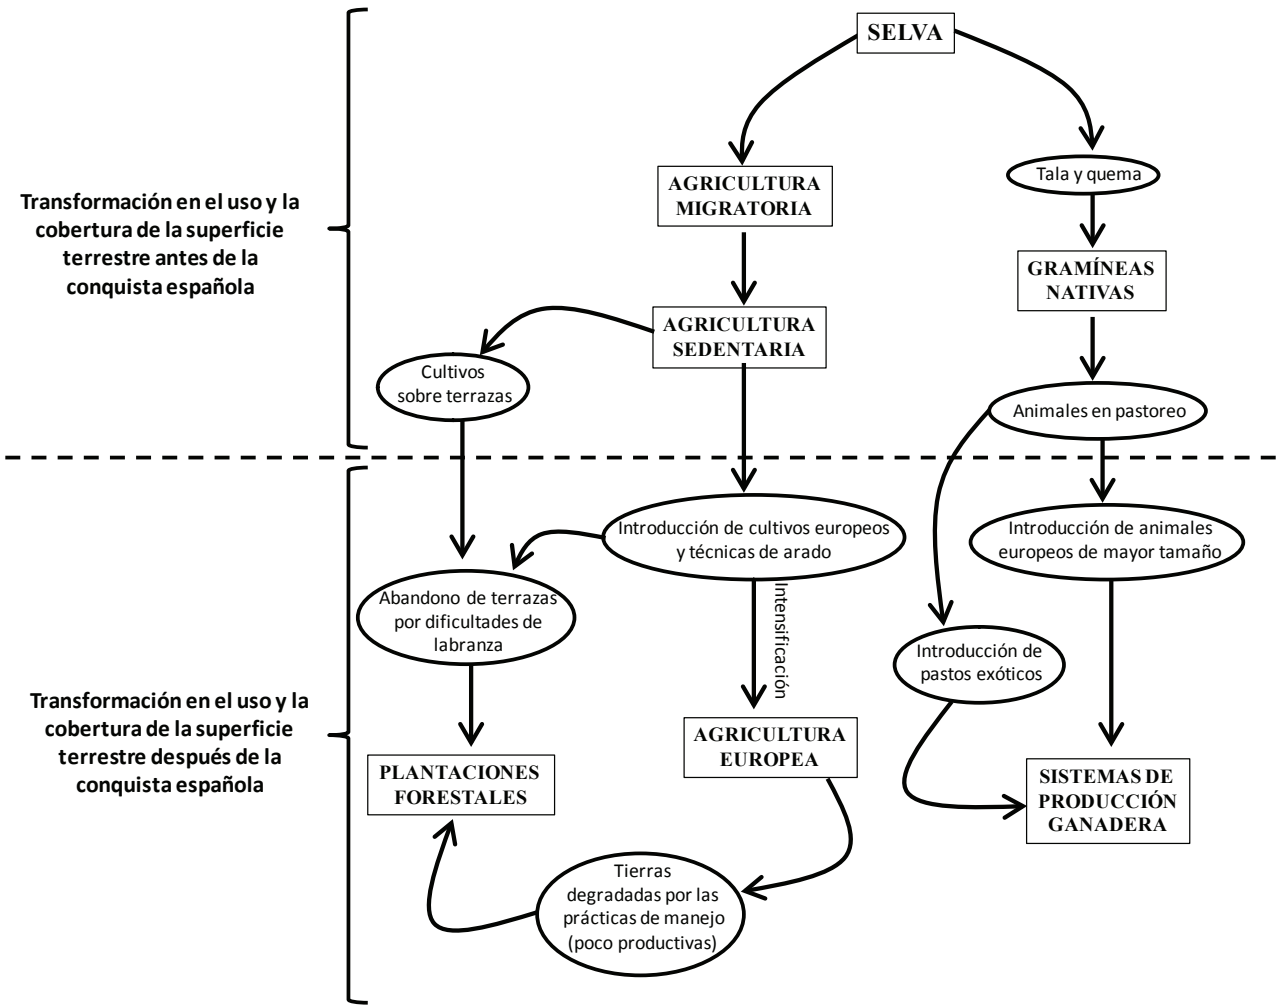 SELVA
Tala y quema
AGRICULTURA
MIGRATORIA
Transformación en el uso y la
cobertura de la superficie
terrestre antes de la
conquista española
GRAMÍNEAS
NATIVAS
AGRICULTURA
SEDENTARIA
Cultivos
sobre terrazas
Animales en pastoreo
Introducción de cultivos europeos
y técnicas de arado
Introducción de animales
europeos de mayor tamaño
Abandono de terrazas
por dificultades de
labranza
Intensificación
Introducción de
pastos exóticos
Transformación en el uso y la
cobertura de la superficie
terrestre después de la
conquista española
AGRICULTURA
EUROPEA
PLANTACIONES
FORESTALES
SISTEMAS DE
PRODUCCIÓN
GANADERA
Tierras
degradadas por las
prácticas de manejo
(poco productivas)